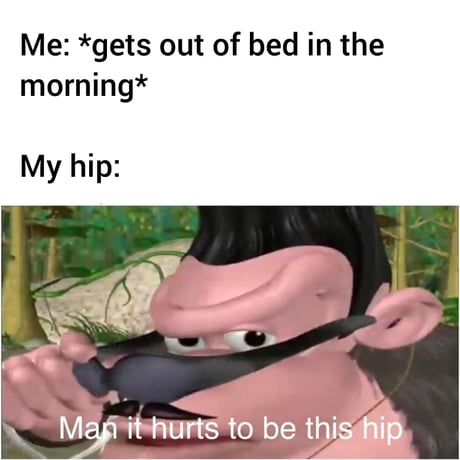 Me: *gets out of bed in the
morning*
My hip:
Man it hurts to be this hip